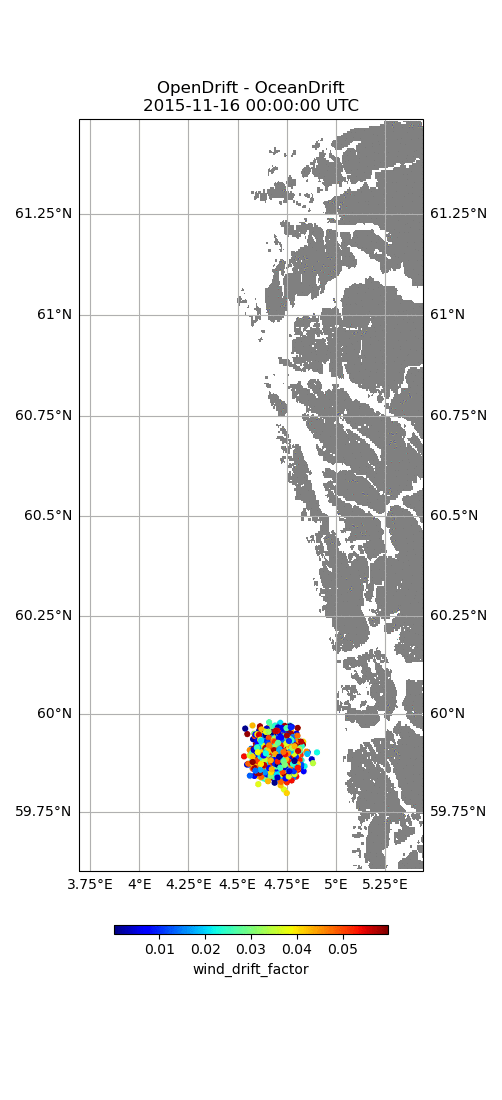 OpenDrift - OceanDrift
2015-11-16 00:00:00 UTC
61.25°N 61.25°N
61°N 61°N
60.75°N 60.75°N
60.5°N 60.5°N
60.25°N 60.25°N
60°N 60°N
59.75°N 59.75°N
3.75°E 4°E 4.25°E 4.5°E 4.75°E 5°E 5.25°E
0.01 0.02 0.03 0.04 0.05
wind_drift_factor